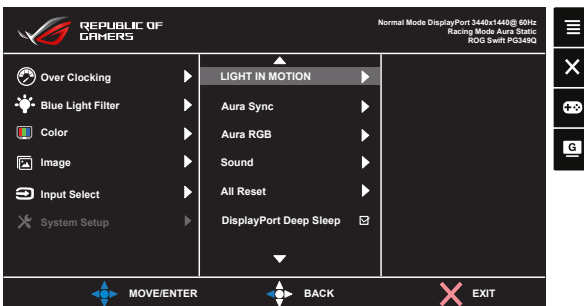 REPUBLIC OF
GAMERS
Normal Mode DisplayPort 3440x1440@ 60Hz
Racing Mode Aura Static
ROG Swift PG349Q
Over Clocking
Blue Light Filter
Color
Image
Input Select
System Setup
LIGHT IN MOTION
Aura Sync
Aura RGB
Sound
All Reset
DisplayPort Deep Sleep
MOVE/ENTER
BACK
EXIT
G